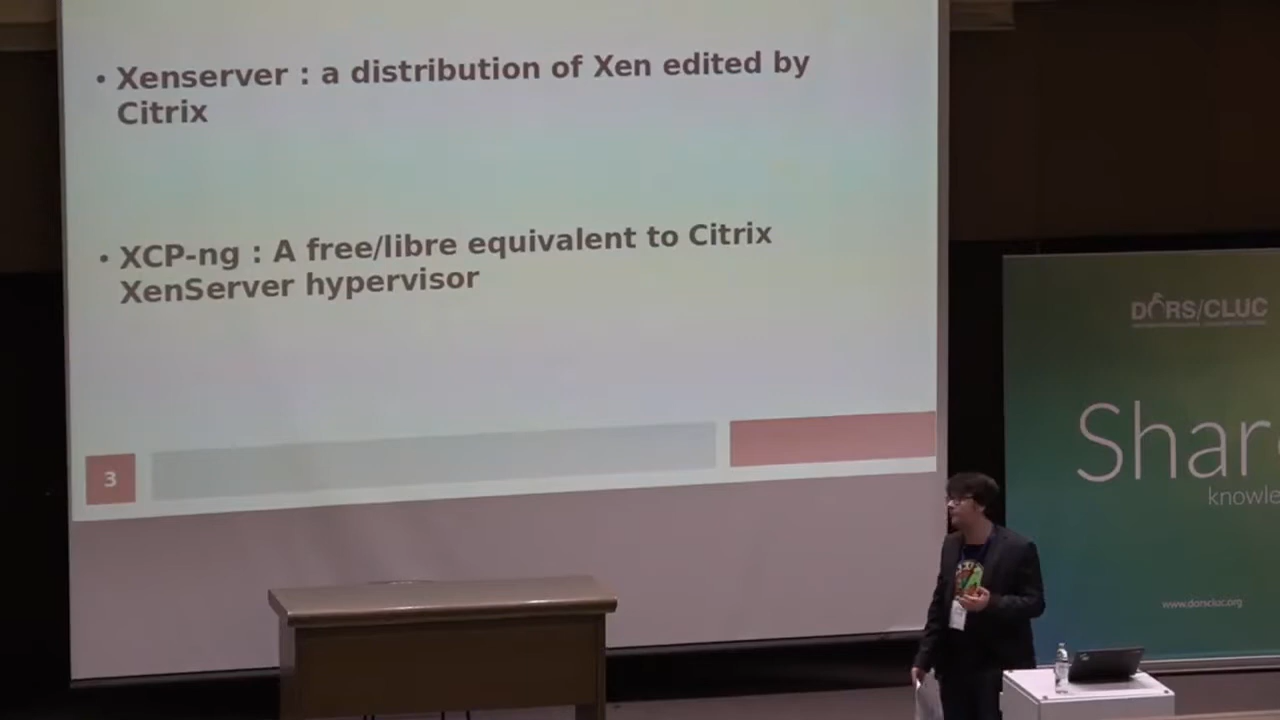 • Xenserver : a distribution of Xen edited by
Citrix
• XCP-ng : A free/libre equivalent to Citrix
XenServer hypervisor
3
DORS/CLUC
Shar
knowle
www.dorscluc.org